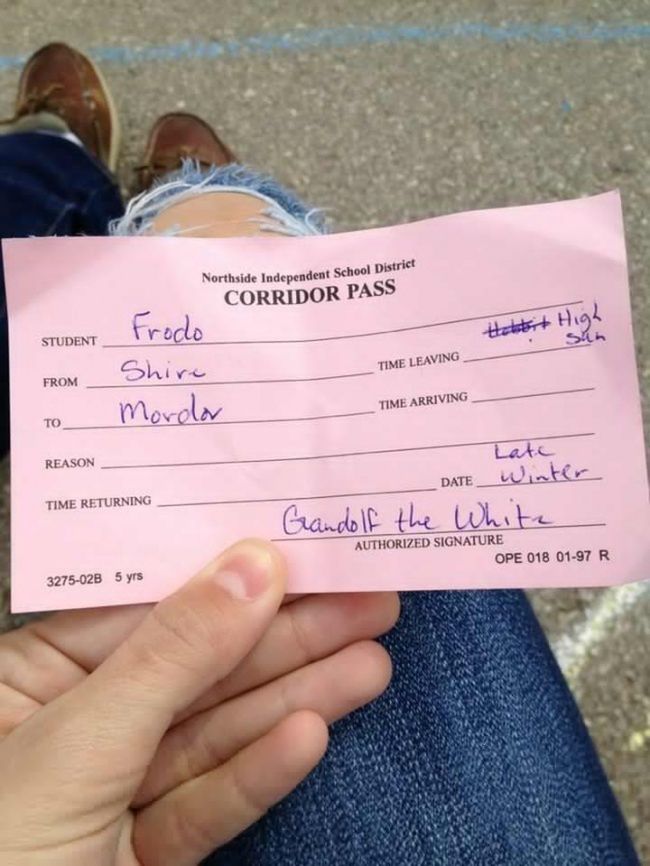 Northside Independent School District
CORRIDOR PASS
STUDENT Frodo
FROM Shire TIME LEAVING Hobbit High Sun
TO Mordor TIME ARRIVING
REASON
TIME RETURNING DATE Late Winter
Gandolf the White
AUTHORIZED SIGNATURE
3275-02B 5 yrs OPE 018 01-97 R